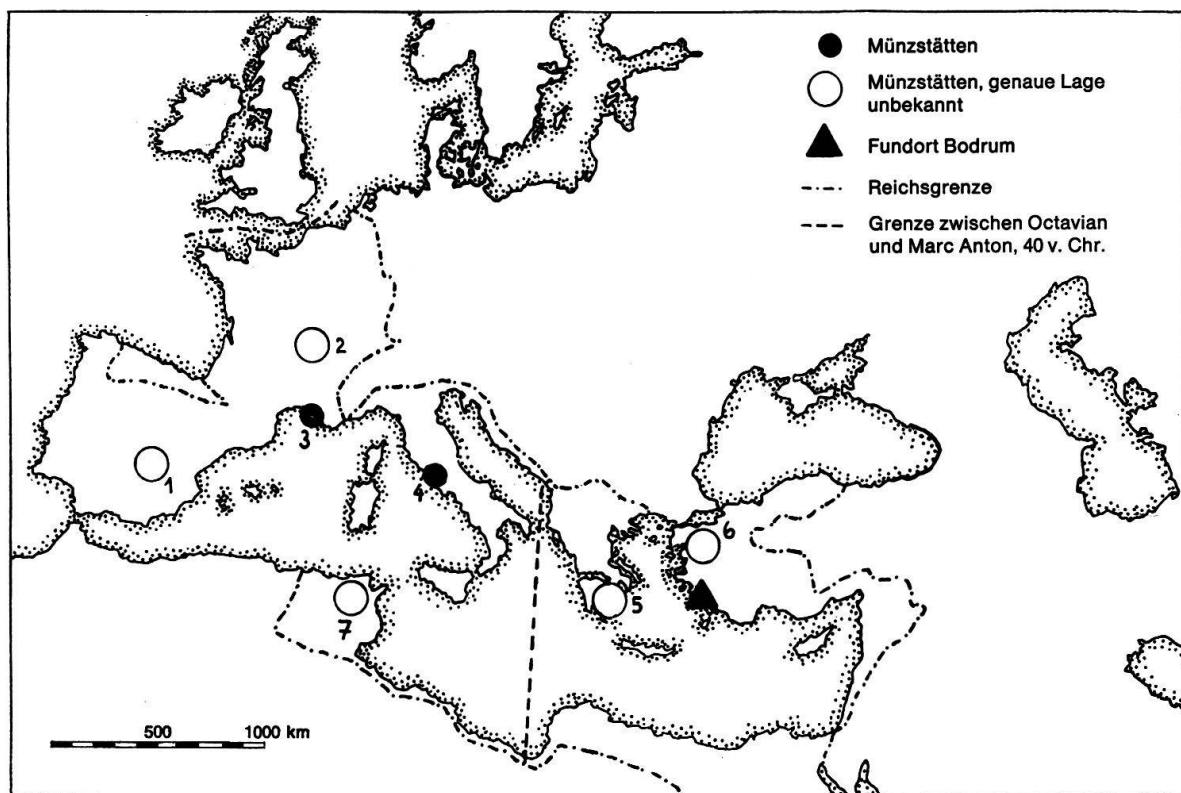 Münzstätten
Münzstätten, genaue Lage
unbekannt
Fundort Bodrum
Reichsgrenze
Grenze zwischen Octavian
und Marc Anton, 40 v. Chr.
2
3
4
1
6
5
7
500
1000 km